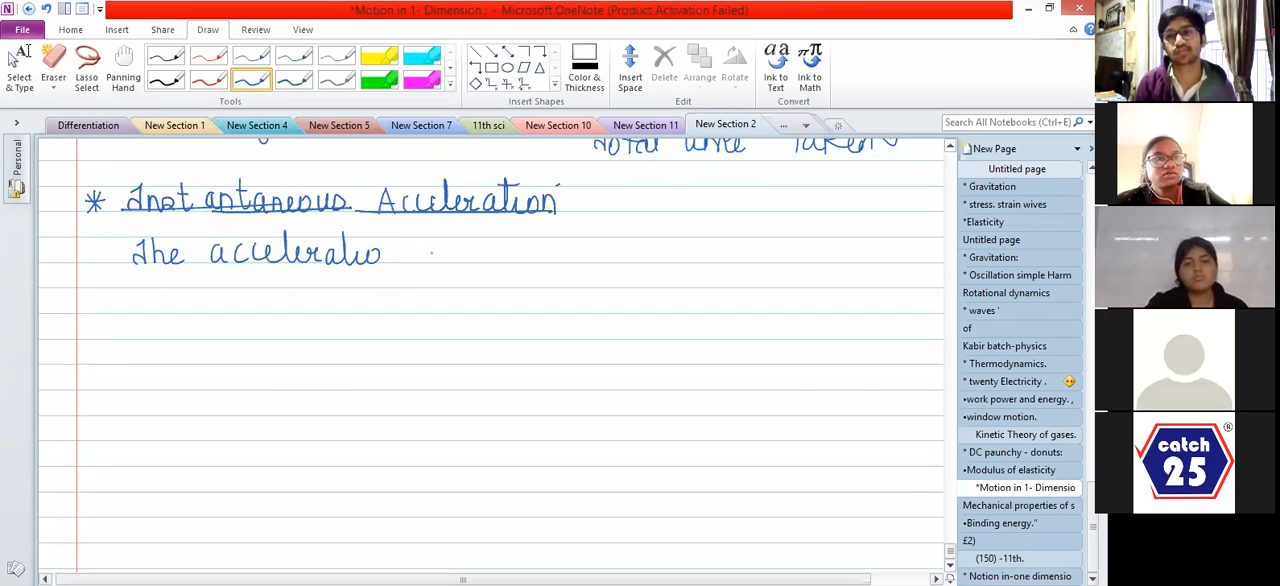 *Motion in 1- Dimension : - Microsoft OneNote (Product Activation Failed)
File Home Insert Share Draw Review View
Select & Type
Eraser
Lasso Select
Panning Hand
Color & Thickness
Insert Space
Delete
Arrange
Rotate
Ink to Text
Ink to Math
Tools Insert Shapes Edit Convert
Differentiation New Section 1 New Section 4 New Section 5 New Section 7 11th sci New Section 10 New Section 11 New Section 2 ... Search All Notebooks (Ctrl+E)
Personal
Total time Taken
* Instantaneous Acceleration
The acceleratio
New Page
Untitled page
* Gravitation
* stress. strain wives
*Elasticity
Untitled page
* Gravitation:
* Oscillation simple Harm
Rotational dynamics
* waves '
of
Kabir batch-physics
* Thermodynamics.
* twenty Electricity .
•work power and energy. ,
•window motion.
Kinetic Theory of gases.
* DC paunchy - donuts:
•Modulus of elasticity
*Motion in 1- Dimensio
Mechanical properties of s
•Binding energy."
£2)
(150) -11th.
* Notion in-one dimensio
catch
25
®